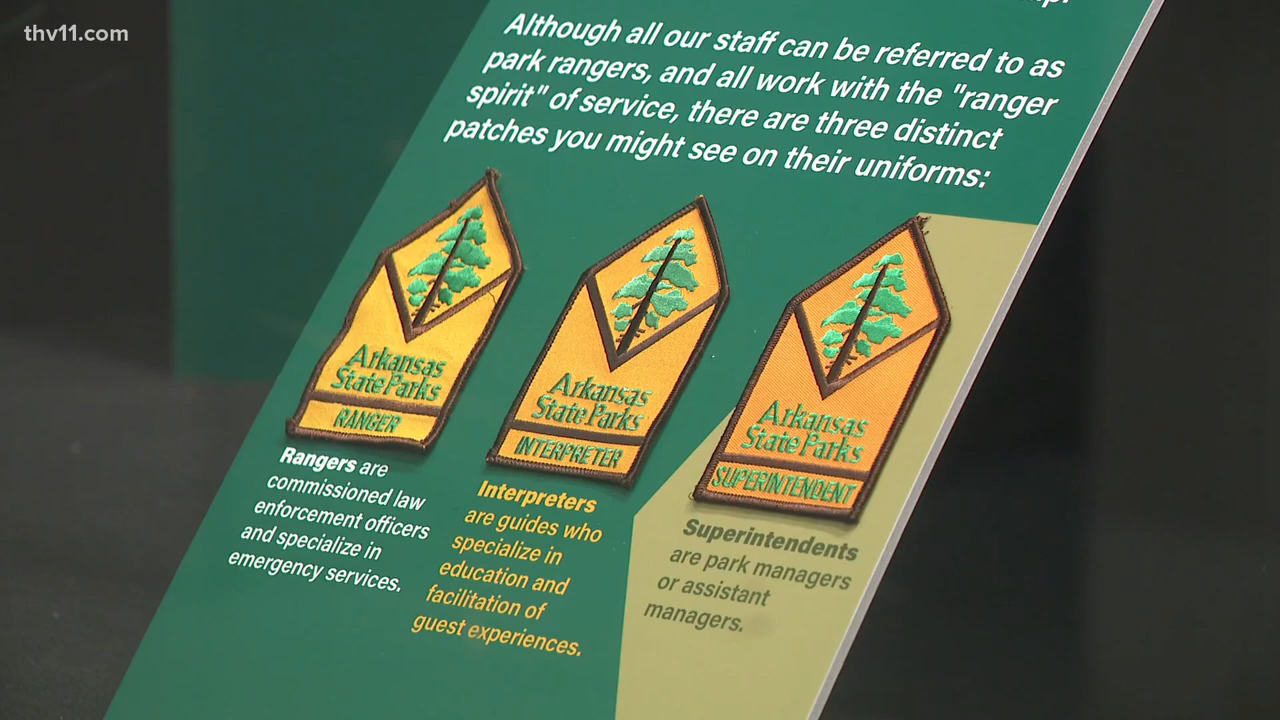 thv11.com
Although all our staff can be referred to as
park rangers, and all work with the "ranger
spirit" of service, there are three distinct
patches you might see on their uniforms:
Arkansas
State Parks
RANGER
Rangers are
commissioned law
enforcement officers
and specialize in
emergency services.
Arkansas
State Parks
INTERPRETER
Interpreters
are guides who
specialize in
education and
facilitation of
guest experiences.
Arkansas
State Parks
SUPERINTENDENT
Superintendents
are park managers
or assistant
managers.